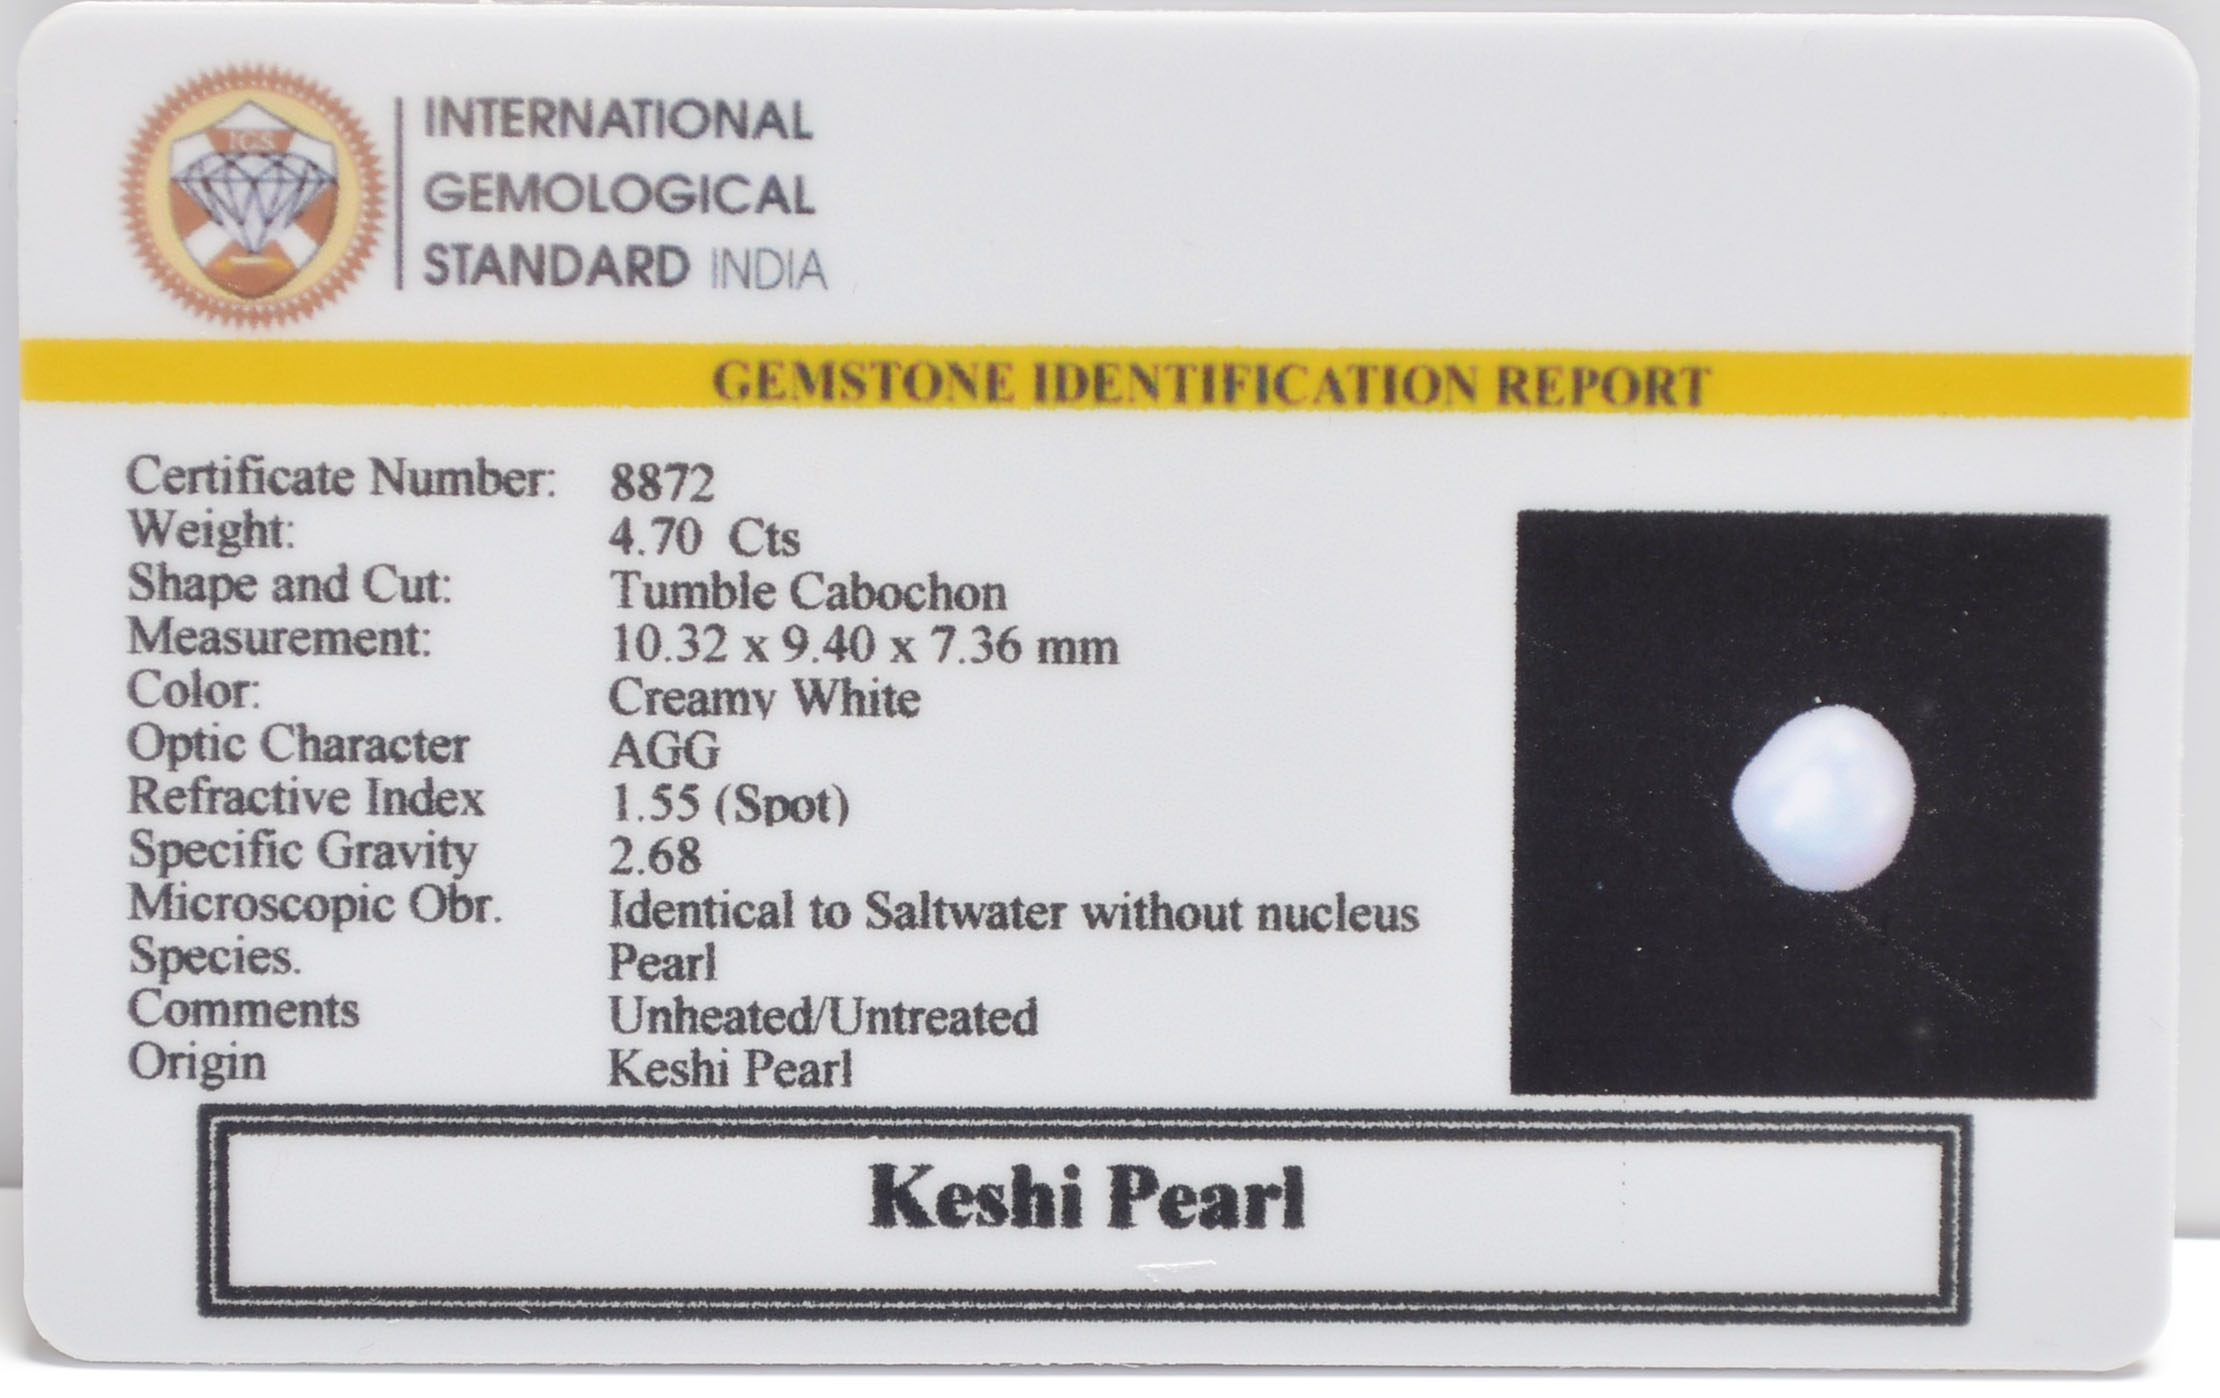 IGS
INTERNATIONAL
GEMOLOGICAL
STANDARD INDIA
GEMSTONE IDENTIFICATION REPORT
Certificate Number: 8872
Weight: 4.70 Cts
Shape and Cut: Tumble Cabochon
Measurement: 10.32 x 9.40 x 7.36 mm
Color: Creamy White
Optic Character AGG
Refractive Index 1.55 (Spot)
Specific Gravity 2.68
Microscopic Obr. Identical to Saltwater without nucleus
Species. Pearl
Comments Unheated/Untreated
Origin Keshi Pearl
Keshi Pearl